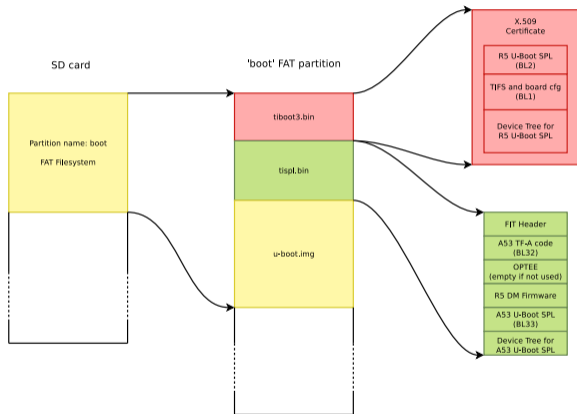 SD card
Partition name: boot
FAT Filesystem
'boot' FAT partition
tiboot3.bin
tispl.bin
u-boot.img
X.509
Certificate
R5 U-Boot SPL
(BL2)
TIFS and board cfg
(BL1)
Device Tree for
R5 U-Boot SPL
FIT Header
A53 TF-A code
(BL32)
OPTEE
(empty if not used)
R5 DM Firmware
A53 U-Boot SPL
(BL33)
Device Tree for
A53 U-Boot SPL